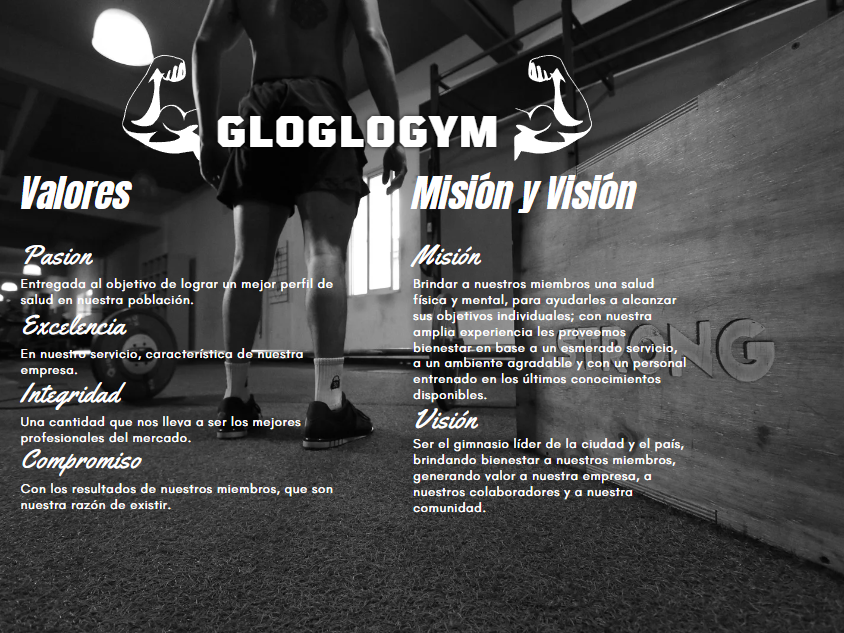 GLOGLOGYM
Valores
Pasion
Entregada al objetivo de lograr un mejor perfil de
salud en nuestra población.
Excelencia
En nuestro servicio, característica de nuestra
empresa.
Integridad
Una cantidad que nos lleva a ser los mejores
profesionales del mercado.
Compromiso
Con los resultados de nuestros miembros, que son
nuestra razón de existir.
Misión y Visión
Misión
Brindar a nuestros miembros una salud
física y mental, para ayudarles a alcanzar
sus objetivos individuales; con nuestra
amplia experiencia les proveemos
bienestar en base a un esmerado servicio,
a un ambiente agradable y con un personal
entrenado en los últimos conocimientos
disponibles.
Visión
Ser el gimnasio líder de la ciudad y el país,
brindando bienestar a nuestros miembros,
generando valor a nuestra empresa, a
nuestros colaboradores y a nuestra
comunidad.
STRONG